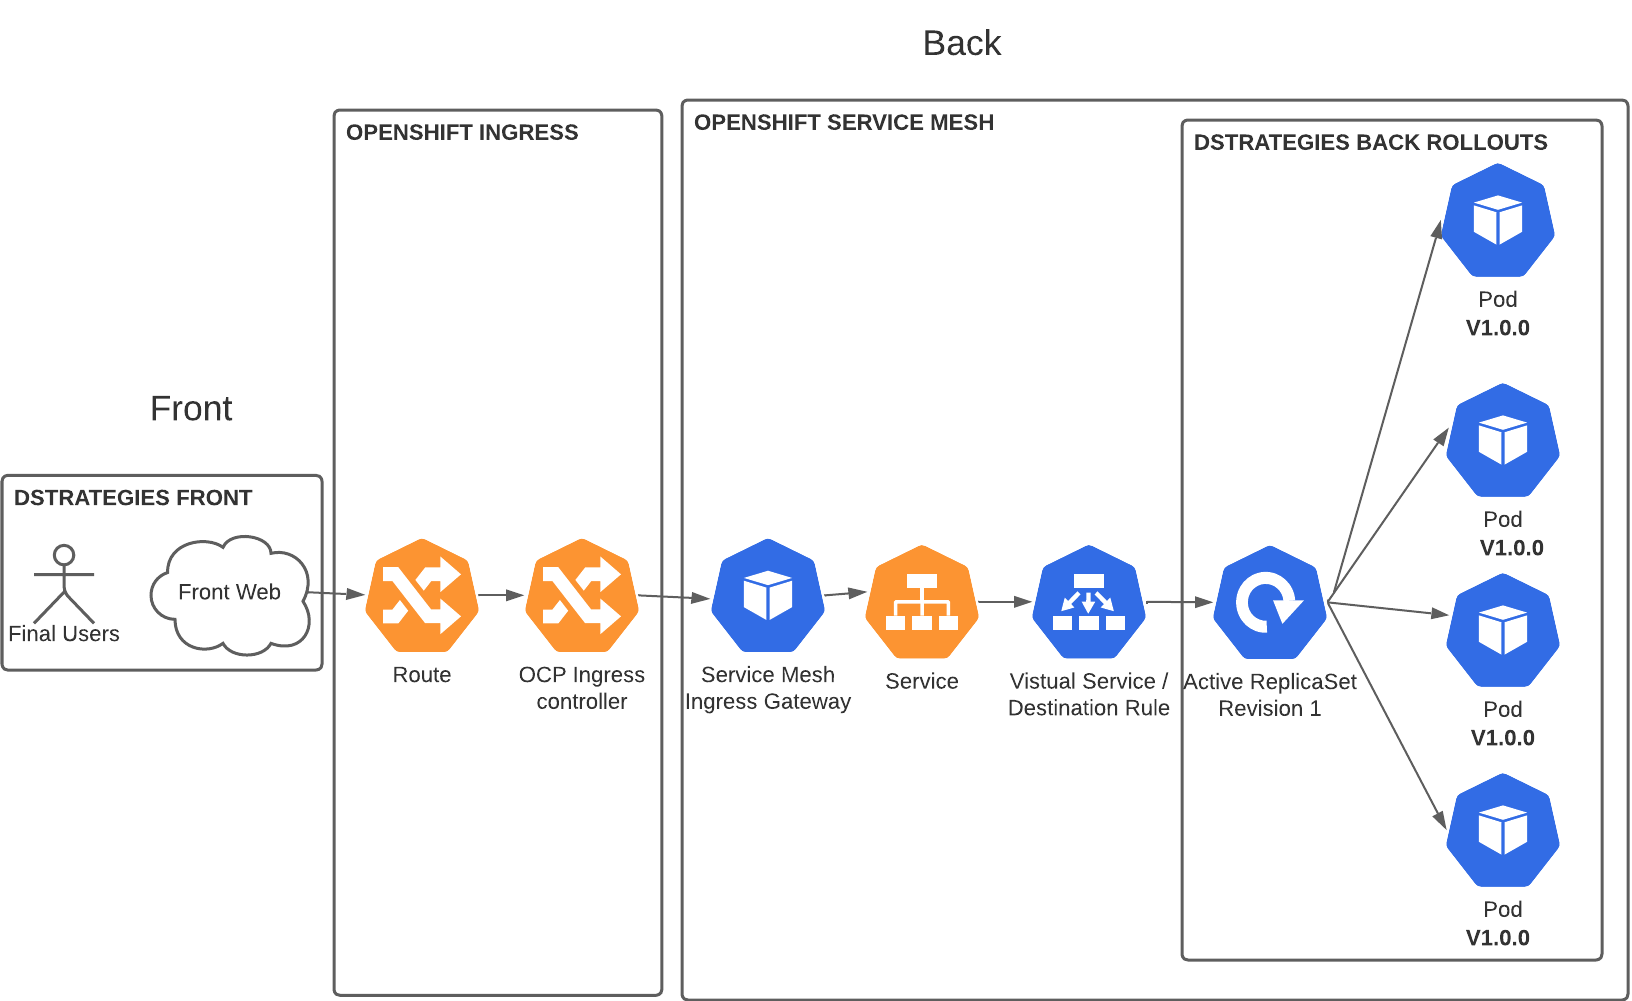 Back
Front
DSTRATEGIES FRONT
Final Users
Front Web
OPENSHIFT INGRESS
Route
OCP Ingress
controller
OPENSHIFT SERVICE MESH
Service Mesh
Ingress Gateway
Service
Vistual Service /
Destination Rule
DSTRATEGIES BACK ROLLOUTS
Active ReplicaSet
Revision 1
Pod
V1.0.0
Pod
V1.0.0
Pod
V1.0.0
Pod
V1.0.0